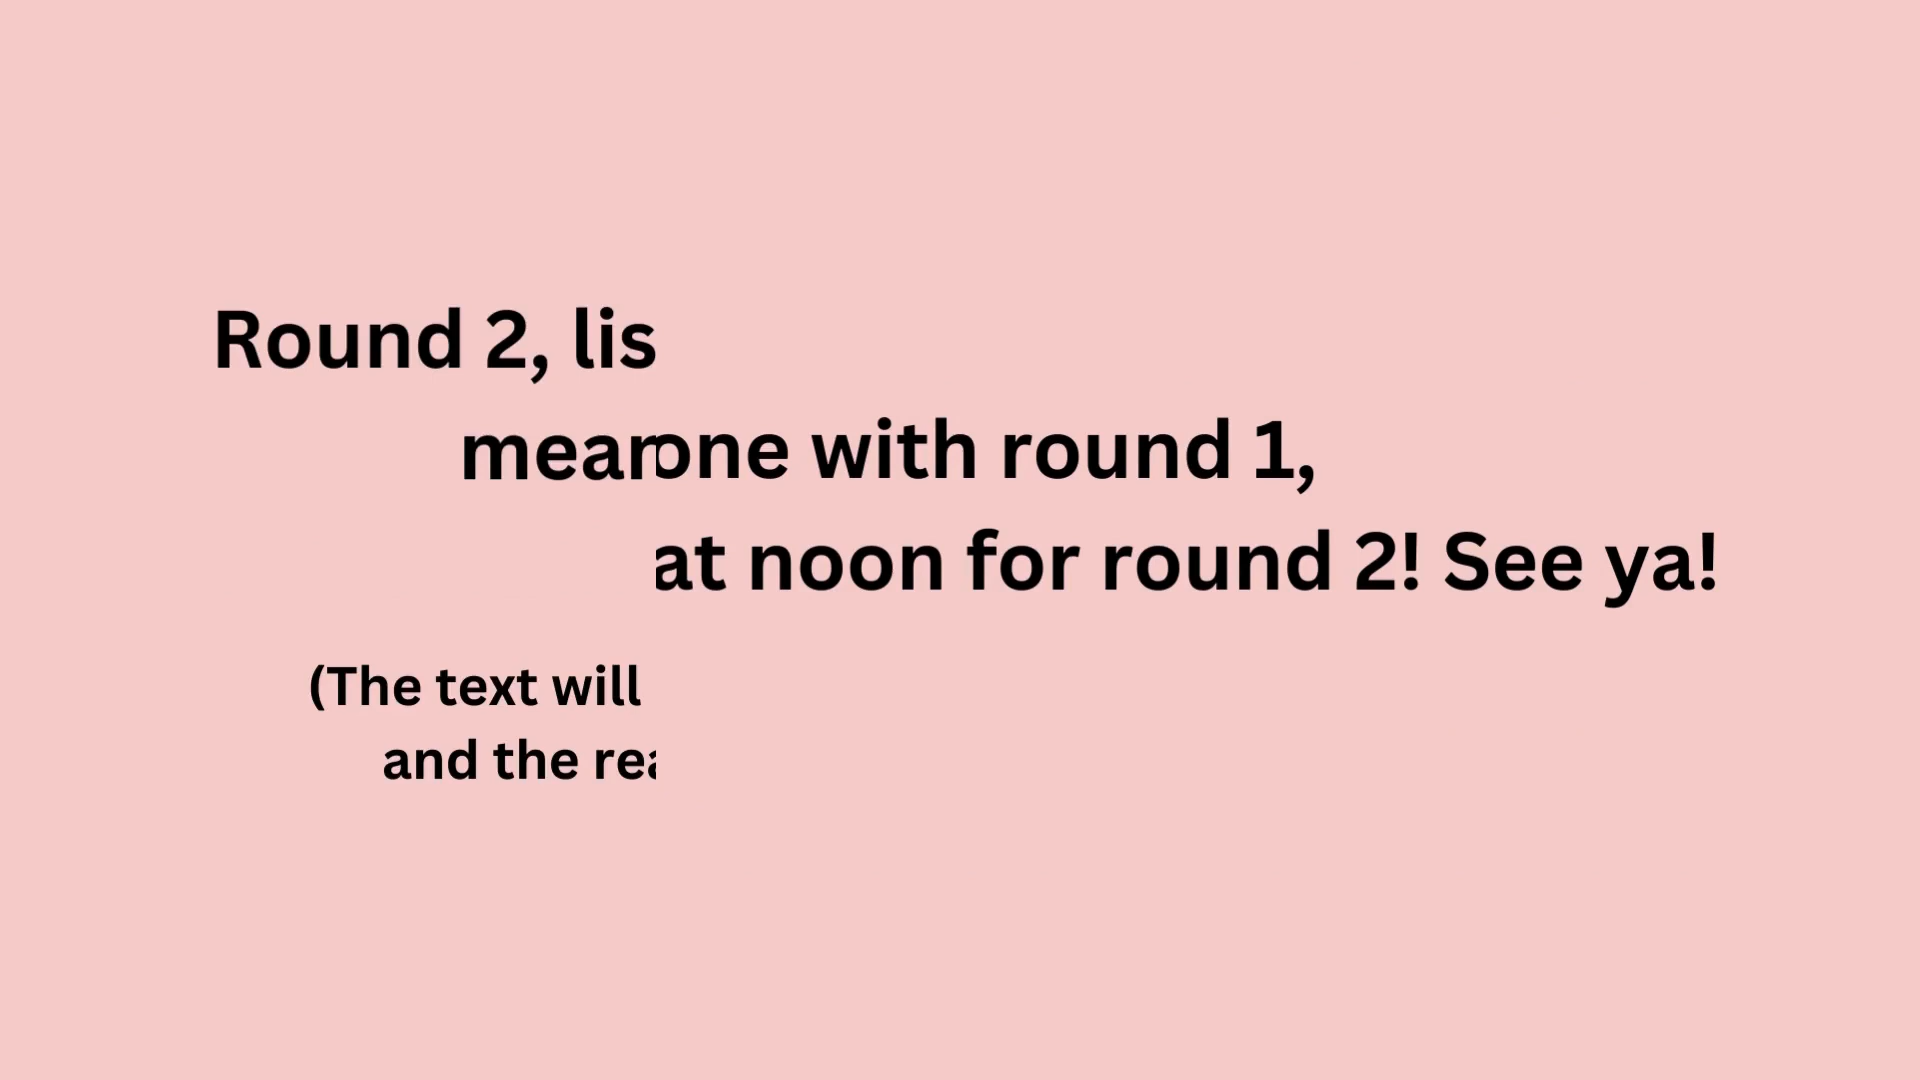 Round 2, lis
mearone with round 1,
at noon for round 2! See ya!
(The text will
and the rea